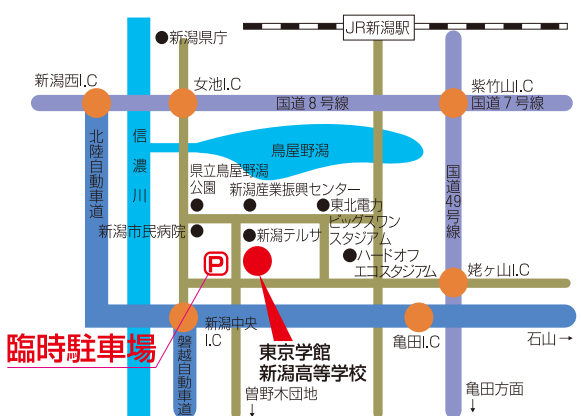 JR新潟駅
新潟県庁
新潟西I.C
女池I.C
紫竹山I.C
国道8号線
国道7号線
北陸自動車道
信濃川
鳥屋野潟
国道49号線
県立鳥屋野潟
公園
新潟産業振興センター
東北電力
ビッグスワン
スタジアム
新潟市民病院
新潟テルサ
ハードオフ
エコスタジアム
P
姥ヶ山I.C
臨時駐車場
新潟中央
I.C
亀田I.C
石山→
東京学館
新潟高等学校
磐越自動車道
曽野木団地
↓
亀田方面
↓